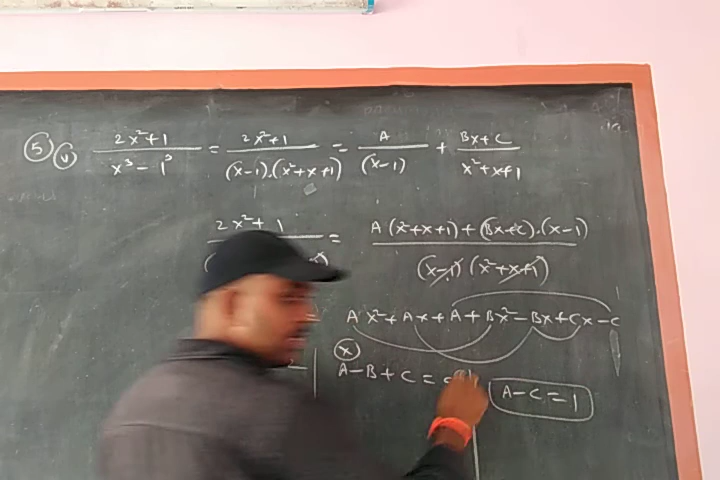 ⑤ ⓥ (2x²+1)/(x³−1³) = (2x²+1)/((x−1).(x²+x+1)) = A/(x−1) + (Bx+C)/(x²+x+1)
(2x²+1)/( = (A(x²+x+1)+(Bx+C).(x−1))/((x−1)(x²+x+1))
= Ax²+Ax+A+Bx²−Bx+Cx−C
ⓧ
A−B+C = A−C=1